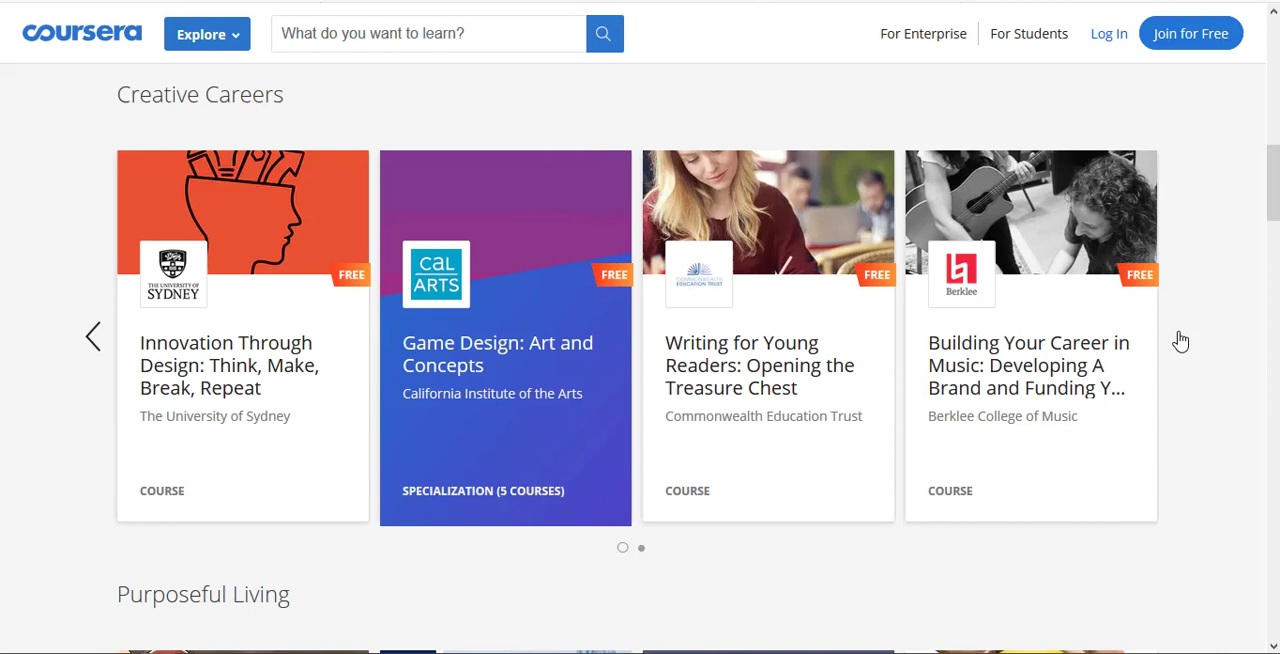 coursera
Explore
What do you want to learn?
For Enterprise
For Students
Log In
Join for Free
Creative Careers
THE UNIVERSITY OF
SYDNEY
FREE
Innovation Through
Design: Think, Make,
Break, Repeat
The University of Sydney
COURSE
CAL
ARTS
FREE
Game Design: Art and
Concepts
California Institute of the Arts
SPECIALIZATION (5 COURSES)
COMMONWEALTH
EDUCATION TRUST
FREE
Writing for Young
Readers: Opening the
Treasure Chest
Commonwealth Education Trust
COURSE
Berklee
FREE
Building Your Career in
Music: Developing A
Brand and Funding Y...
Berklee College of Music
COURSE
Purposeful Living